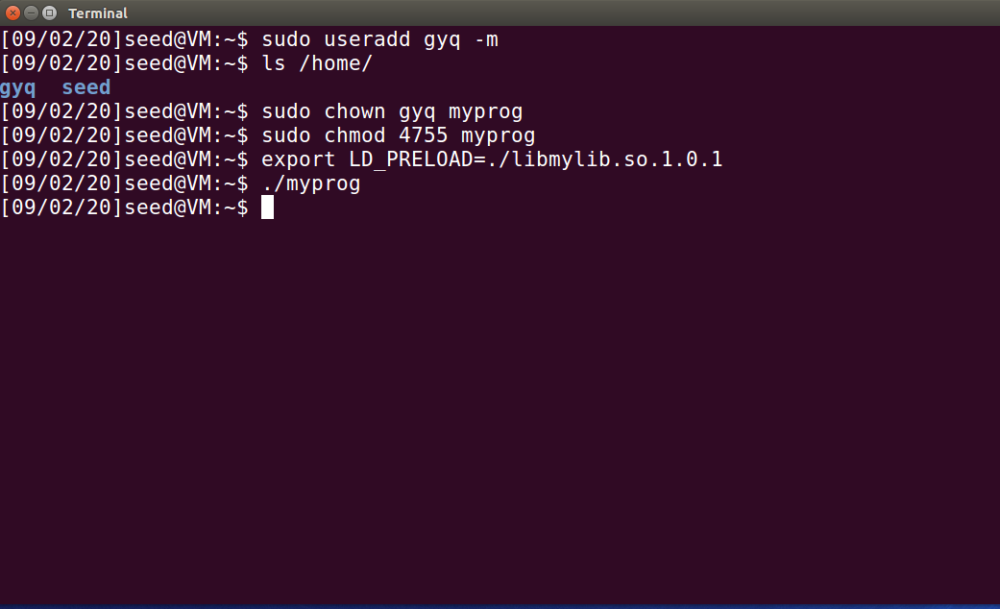 Terminal
[09/02/20]seed@VM:~$ sudo useradd gyq -m
[09/02/20]seed@VM:~$ ls /home/
gyq  seed
[09/02/20]seed@VM:~$ sudo chown gyq myprog
[09/02/20]seed@VM:~$ sudo chmod 4755 myprog
[09/02/20]seed@VM:~$ export LD_PRELOAD=./libmylib.so.1.0.1
[09/02/20]seed@VM:~$ ./myprog
[09/02/20]seed@VM:~$